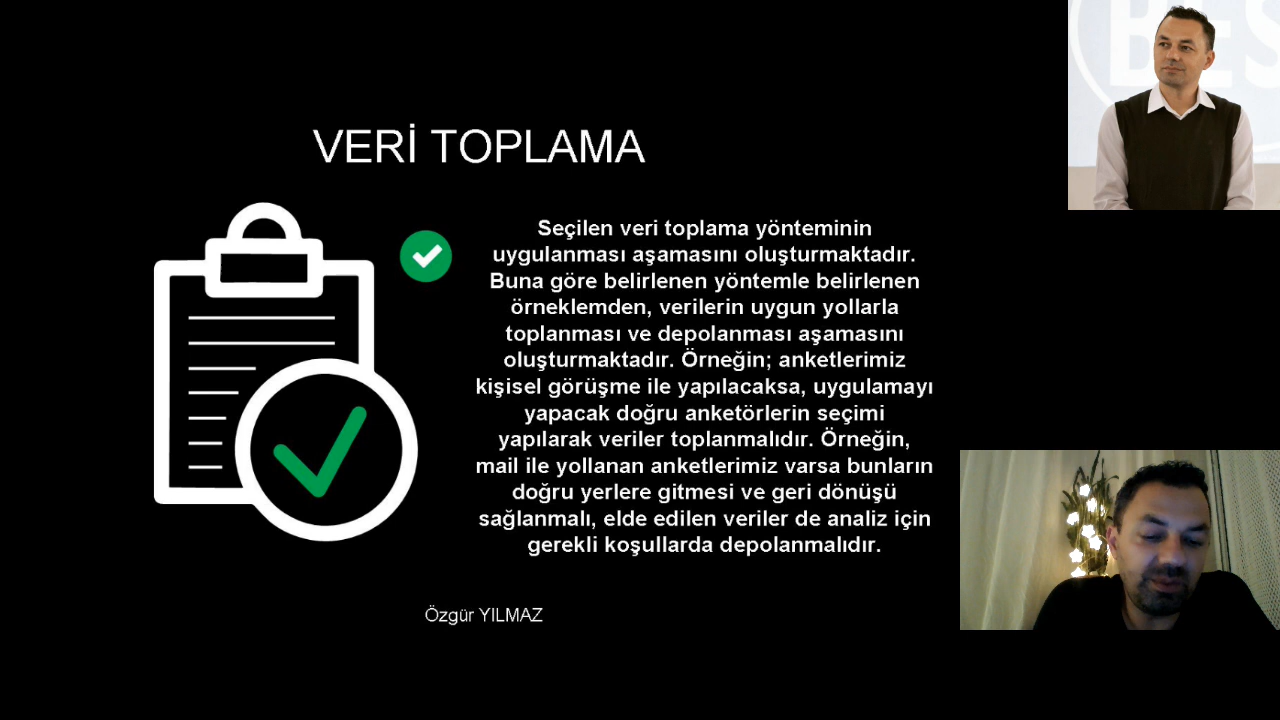 VERİ TOPLAMA
Seçilen veri toplama yönteminin
uygulanması aşamasını oluşturmaktadır.
Buna göre belirlenen yöntemle belirlenen
örneklemden, verilerin uygun yollarla
toplanması ve depolanması aşamasını
oluşturmaktadır. Örneğin; anketlerimiz
kişisel görüşme ile yapılacaksa, uygulamayı
yapacak doğru anketörlerin seçimi
yapılarak veriler toplanmalıdır. Örneğin,
mail ile yollanan anketlerimiz varsa bunların
doğru yerlere gitmesi ve geri dönüşü
sağlanmalı, elde edilen veriler de analiz için
gerekli koşullarda depolanmalıdır.
Özgür YILMAZ